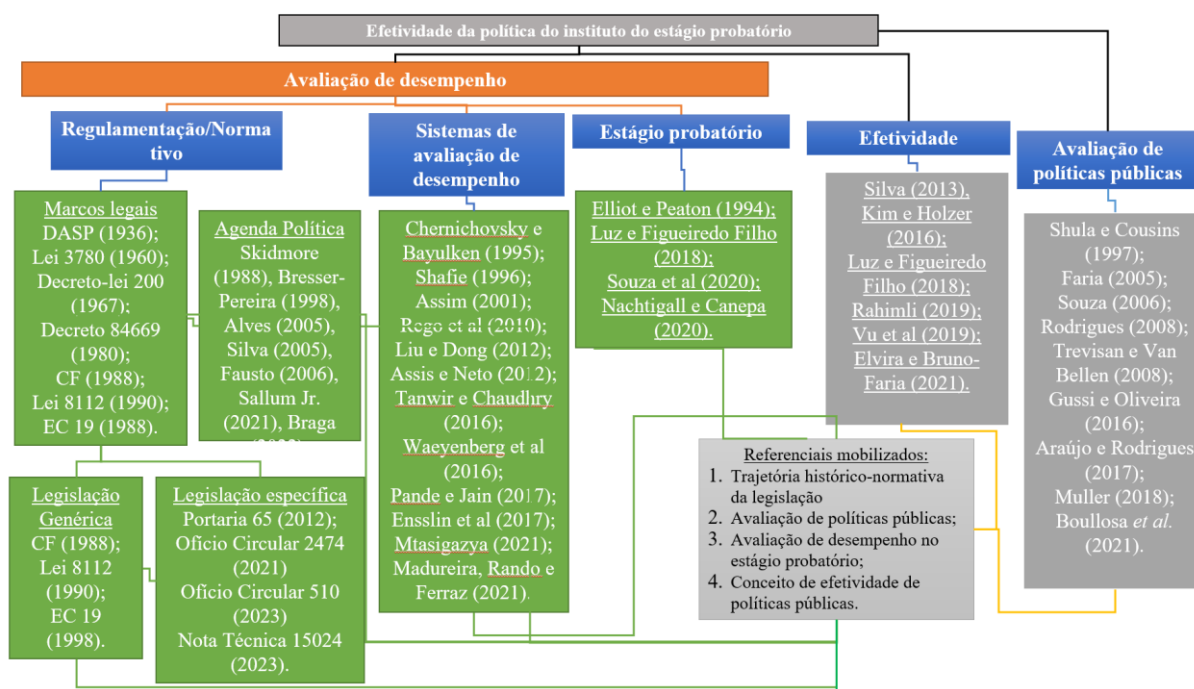 Efetividade da política do instituto do estágio probatório
Avaliação de desempenho
Regulamentação/Norma
tivo
Sistemas de
avaliação de
desempenho
Estágio probatório
Efetividade
Avaliação de
políticas públicas
Marcos legais
DASP (1936);
Lei 3780 (1960);
Decreto-lei 200
(1967);
Decreto 84669
(1980);
CF (1988);
Lei 8112 (1990);
EC 19 (1988).
Agenda Política
Skidmore
(1988), Bresser-
Pereira (1998),
Alves (2005),
Silva (2005),
Fausto (2006),
Sallum Jr.
(2021), Braga
Chernichovsky e
Bayulken (1995);
Shafie (1996);
Assim (2001);
Rego et al (2010);
Liu e Dong (2012);
Assis e Neto (2012);
Tanwir e Chaudhry
(2016);
Waeyenberg et al
(2016);
Pande e Jain (2017);
Ensslin et al (2017);
Mtasigazya (2021);
Madureira, Rando e
Ferraz (2021).
Elliot e Peaton (1994);
Luz e Figueiredo Filho
(2018);
Souza et al (2020);
Nachtigall e Canepa
(2020).
Silva (2013),
Kim e Holzer
(2016);
Luz e Figueiredo
Filho (2018);
Rahimli (2019);
Vu et al (2019);
Elvira e Bruno-
Faria (2021).
Shula e Cousins
(1997);
Faria (2005);
Souza (2006);
Rodrigues (2008);
Trevisan e Van
Bellen (2008);
Gussi e Oliveira
(2016);
Araújo e Rodrigues
(2017);
Muller (2018);
Boullosa et al.
(2021).
Legislação
Genérica
CF (1988);
Lei 8112
(1990);
EC 19
(1998).
Legislação específica
Portaria 65 (2012);
Ofício Circular 2474
(2021)
Ofício Circular 510
(2023)
Nota Técnica 15024
(2023).
Referenciais mobilizados:
1. Trajetória histórico-normativa
da legislação
2. Avaliação de políticas públicas;
3. Avaliação de desempenho no
estágio probatório;
4. Conceito de efetividade de
políticas públicas.